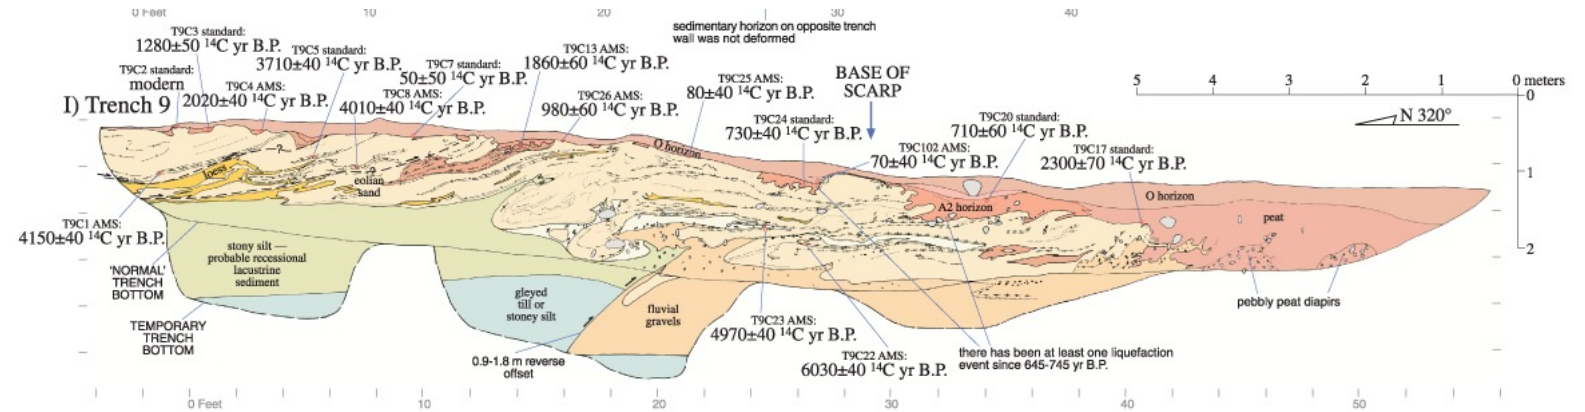 0 Feet 10 20 30 40
sedimentary horizon on opposite trench
wall was not deformed
T9C3 standard:
1280±50 ¹⁴C yr B.P.
T9C5 standard:
3710±40 ¹⁴C yr B.P.
T9C7 standard:
50±50 ¹⁴C yr B.P.
T9C13 AMS:
1860±60 ¹⁴C yr B.P.
T9C2 standard:
modern
T9C4 AMS:
2020±40 ¹⁴C yr B.P.
T9C8 AMS:
4010±40 ¹⁴C yr B.P.
T9C26 AMS:
980±60 ¹⁴C yr B.P.
T9C25 AMS:
80±40 ¹⁴C yr B.P.
BASE OF
SCARP
T9C24 standard:
730±40 ¹⁴C yr B.P.
T9C20 standard:
710±60 ¹⁴C yr B.P.
T9C102 AMS:
70±40 ¹⁴C yr B.P.
T9C17 standard:
2300±70 ¹⁴C yr B.P.
5 4 3 2 1 0 meters
0
N 320°
1
2
I) Trench 9
?
loess
?
eolian
sand
O horizon
A2 horizon
O horizon
peat
T9C1 AMS:
4150±40 ¹⁴C yr B.P.
stony silt —
probable recessional
lacustrine
sediment
'NORMAL'
TRENCH
BOTTOM
TEMPORARY
TRENCH
BOTTOM
gleyed
till or
stoney silt
fluvial
gravels
0.9-1.8 m reverse
offset
T9C23 AMS:
4970±40 ¹⁴C yr B.P.
T9C22 AMS:
6030±40 ¹⁴C yr B.P.
there has been at least one liquefaction
event since 645-745 yr B.P.
pebbly peat diapirs
0 Feet 10 20 30 40 50